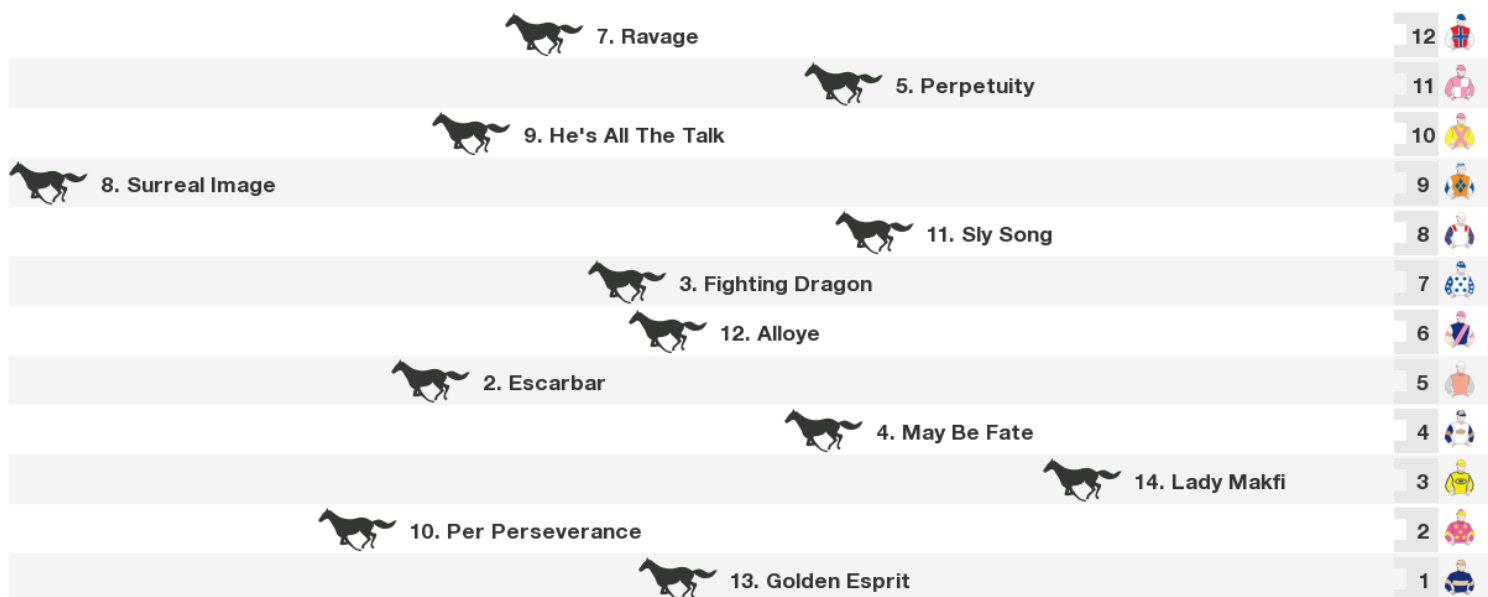 7. Ravage 12
5. Perpetuity 11
9. He's All The Talk 10
8. Surreal Image 9
11. Sly Song 8
3. Fighting Dragon 7
12. Alloye 6
2. Escarbar 5
4. May Be Fate 4
14. Lady Makfi 3
10. Per Perseverance 2
13. Golden Esprit 1